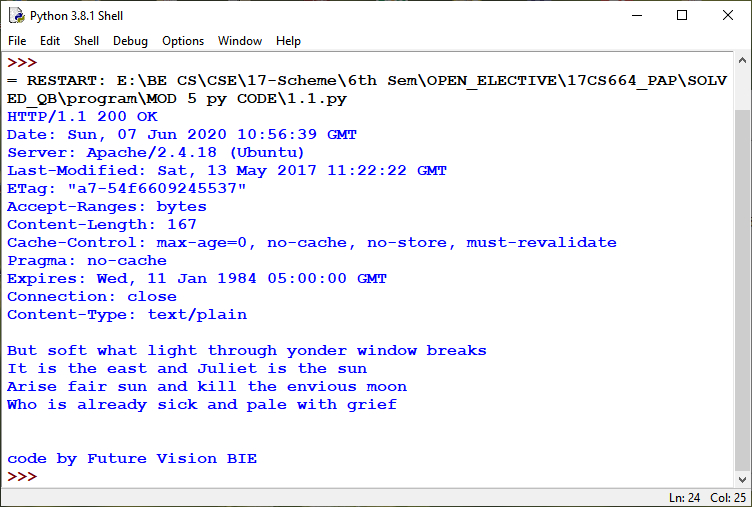 Python 3.8.1 Shell
File Edit Shell Debug Options Window Help
>>>
= RESTART: E:\BE CS\CSE\17-Scheme\6th Sem\OPEN_ELECTIVE\17CS664_PAP\SOLV
ED_QB\program\MOD 5 py CODE\1.1.py
HTTP/1.1 200 OK
Date: Sun, 07 Jun 2020 10:56:39 GMT
Server: Apache/2.4.18 (Ubuntu)
Last-Modified: Sat, 13 May 2017 11:22:22 GMT
ETag: "a7-54f6609245537"
Accept-Ranges: bytes
Content-Length: 167
Cache-Control: max-age=0, no-cache, no-store, must-revalidate
Pragma: no-cache
Expires: Wed, 11 Jan 1984 05:00:00 GMT
Connection: close
Content-Type: text/plain
But soft what light through yonder window breaks
It is the east and Juliet is the sun
Arise fair sun and kill the envious moon
Who is already sick and pale with grief
code by Future Vision BIE
>>>
Ln: 24 Col: 25